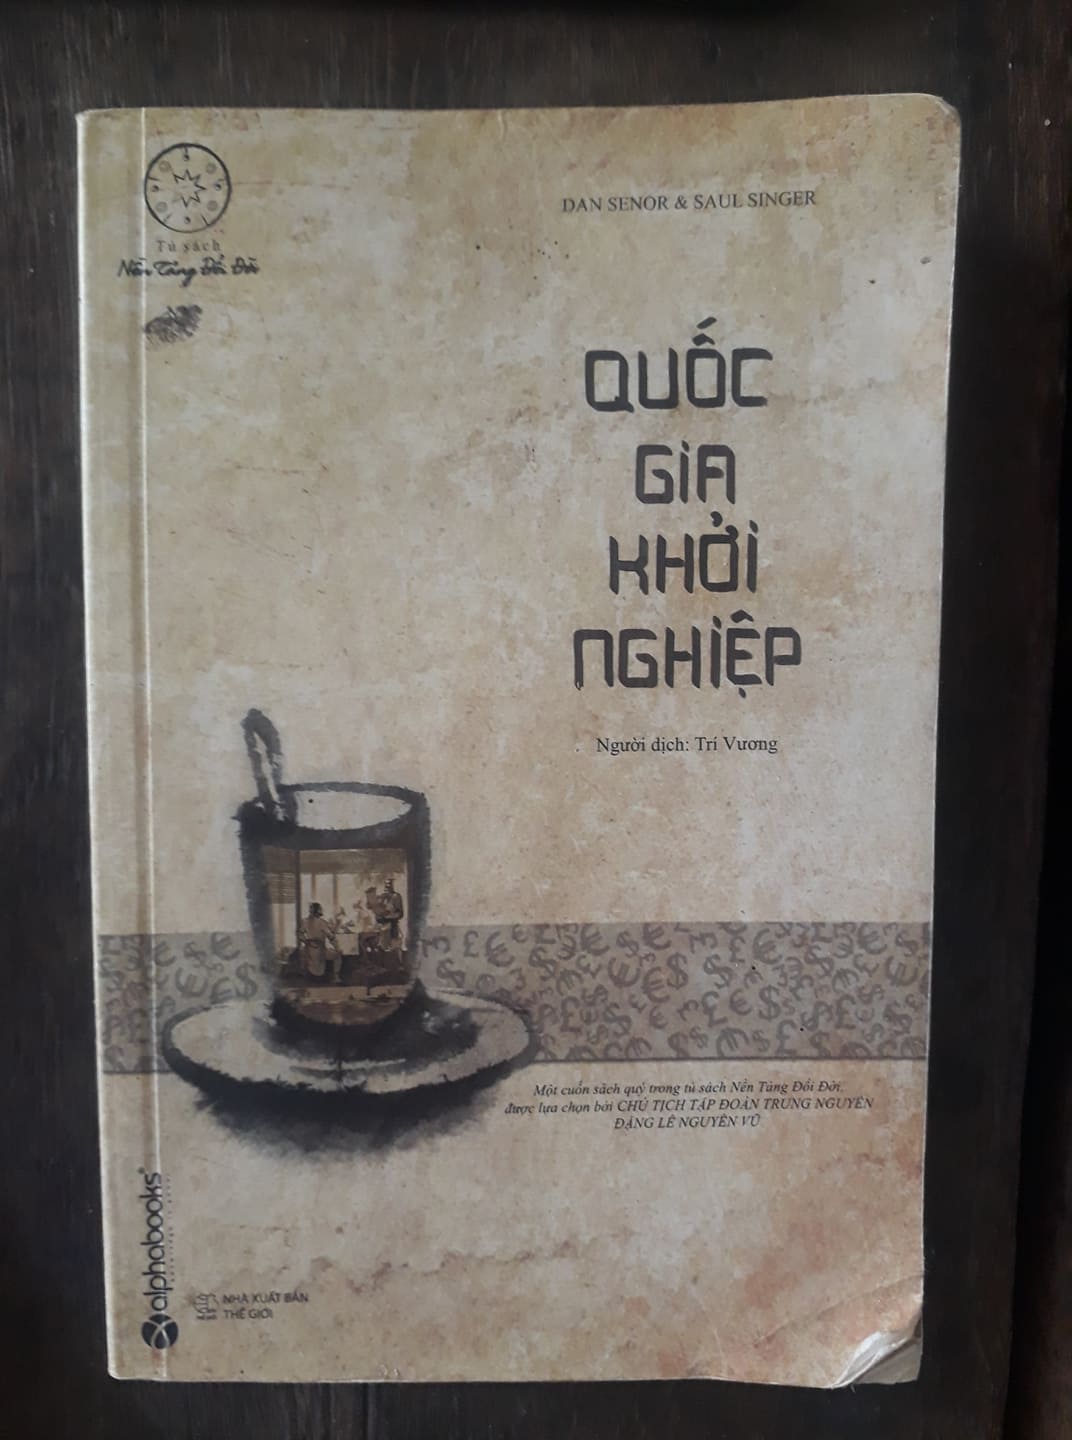 Tủ sách
Nền Tảng Đổi Đời
DAN SENOR & SAUL SINGER
QUỐC
GIA
KHỞI
NGHIỆP
Người dịch: Trí Vương
Một cuốn sách quý trong tủ sách Nền Tảng Đổi Đời,
được lựa chọn bởi CHỦ TỊCH TẬP ĐOÀN TRUNG NGUYÊN
ĐẶNG LÊ NGUYÊN VŨ
alphabooks®
NHÀ XUẤT BẢN
THẾ GIỚI